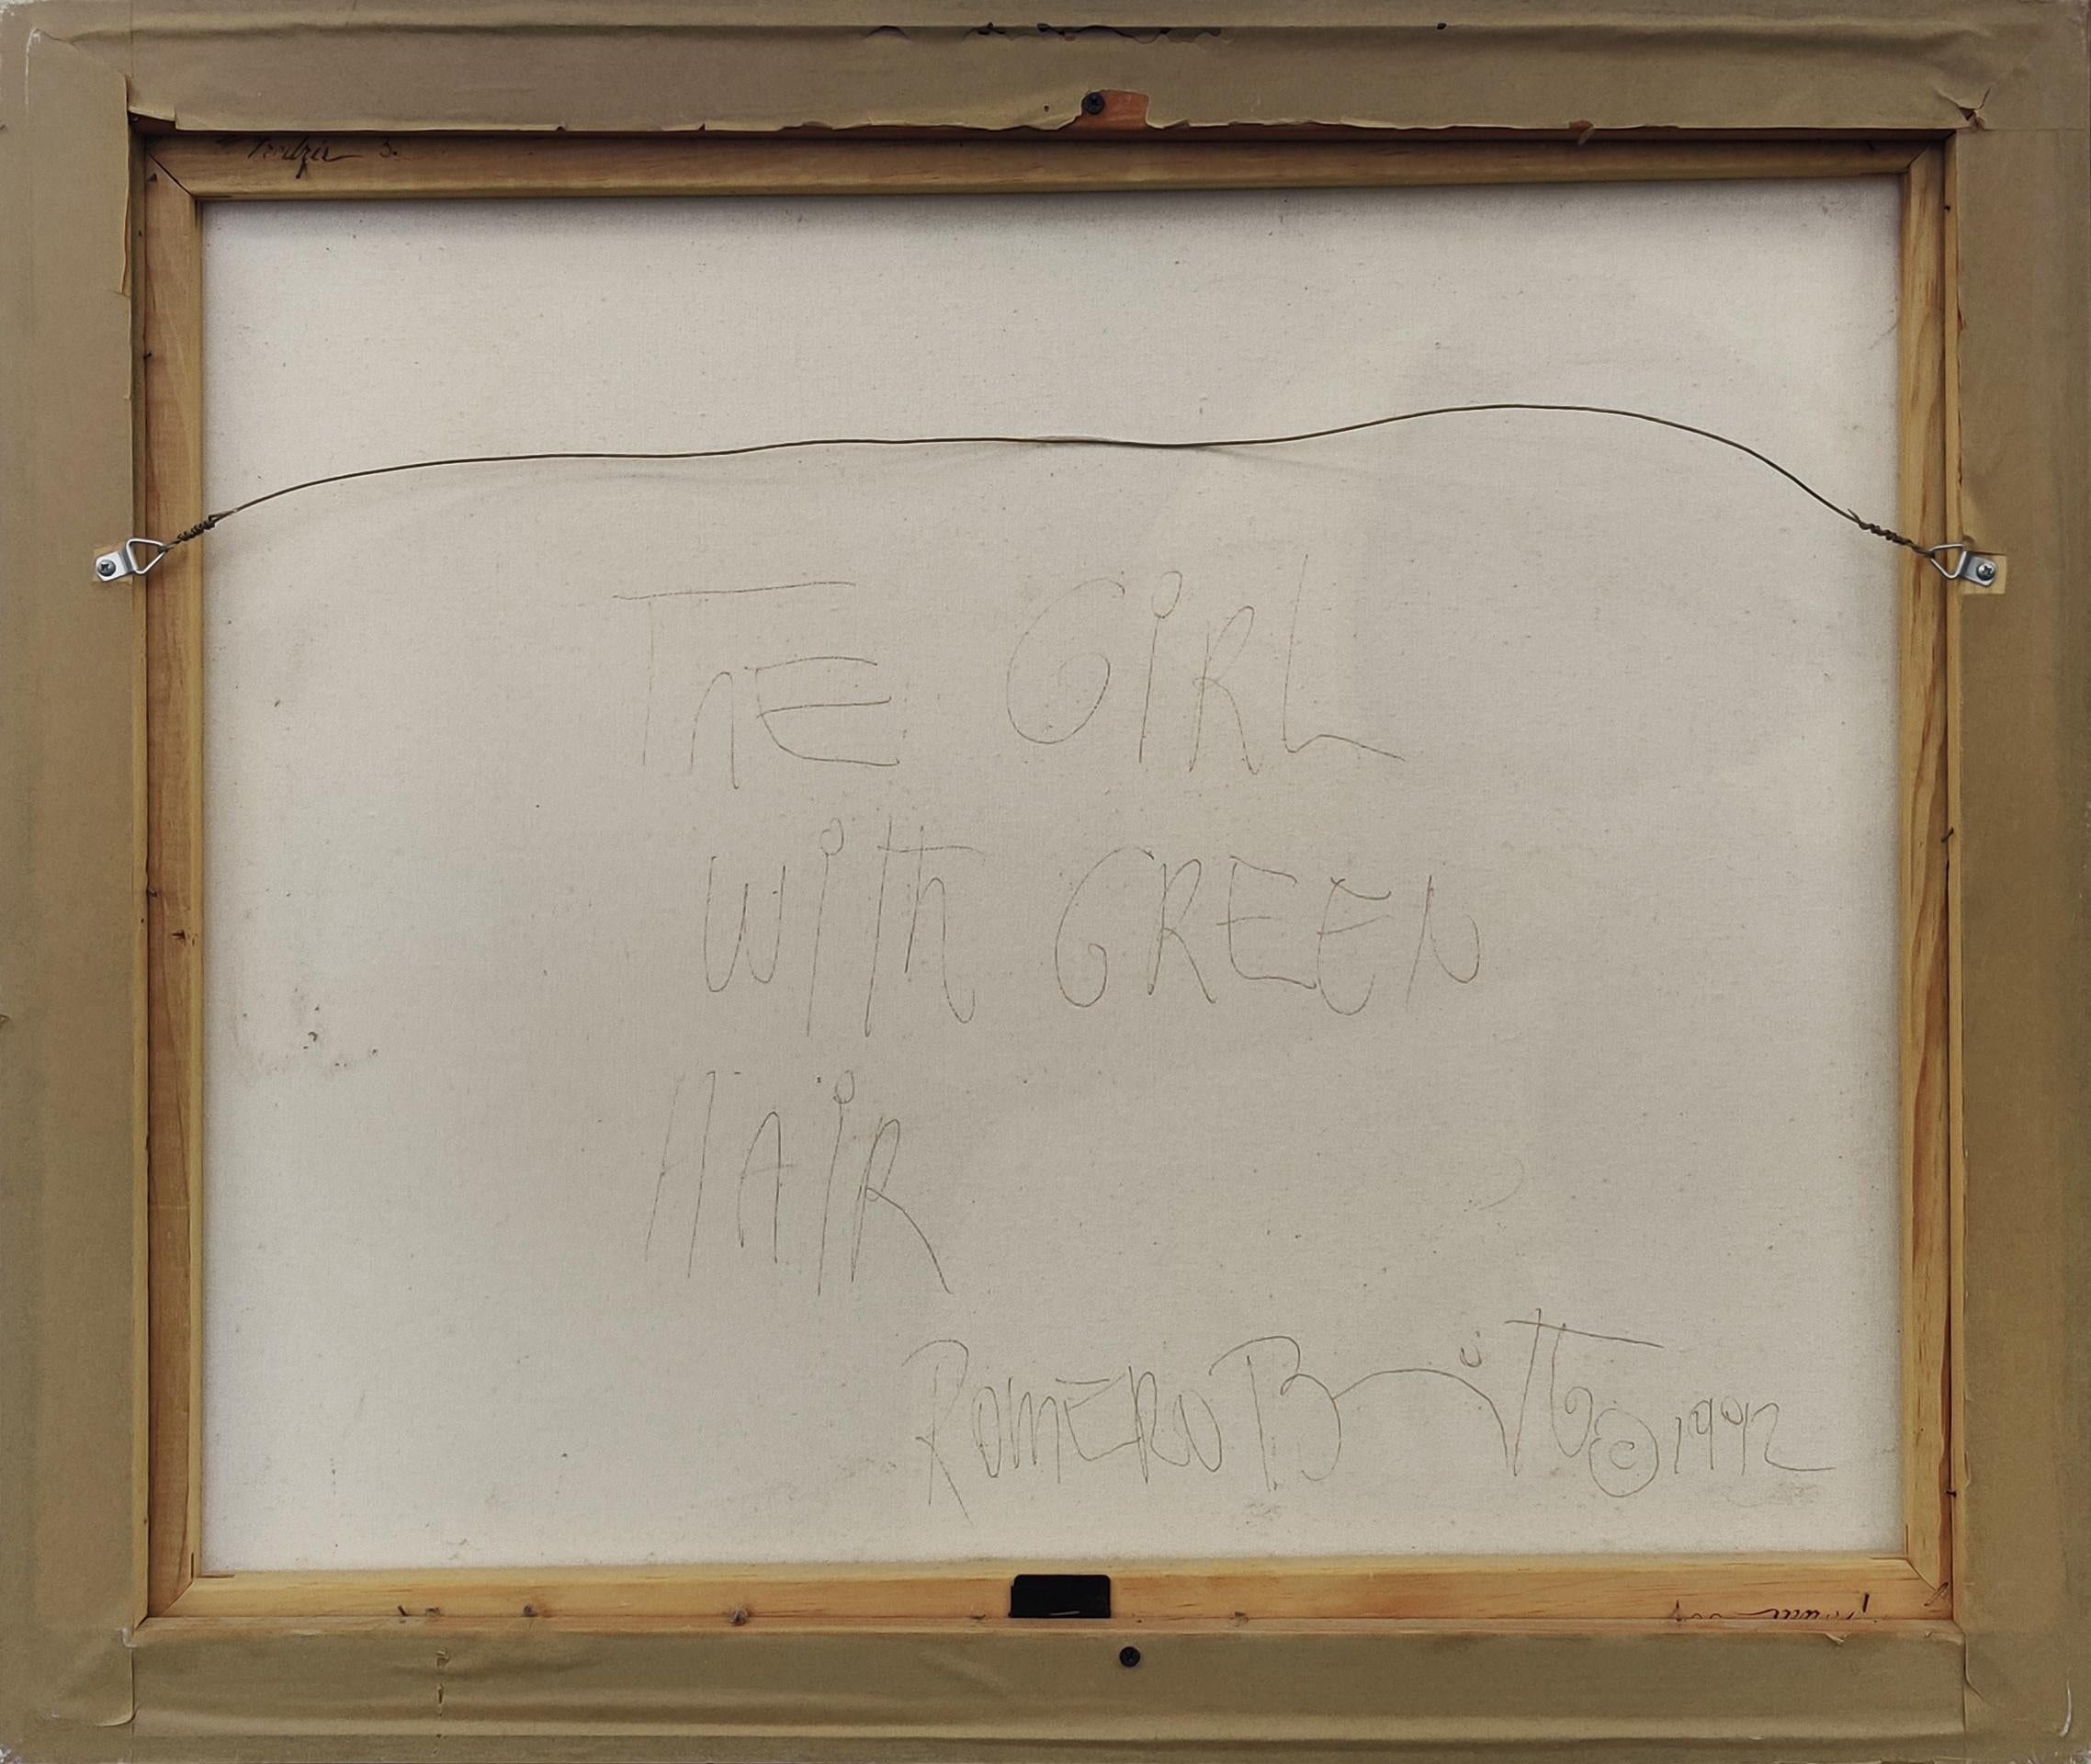 THE GiRL
With GREEN
HAiR
ROMERO BRITTO © 1992